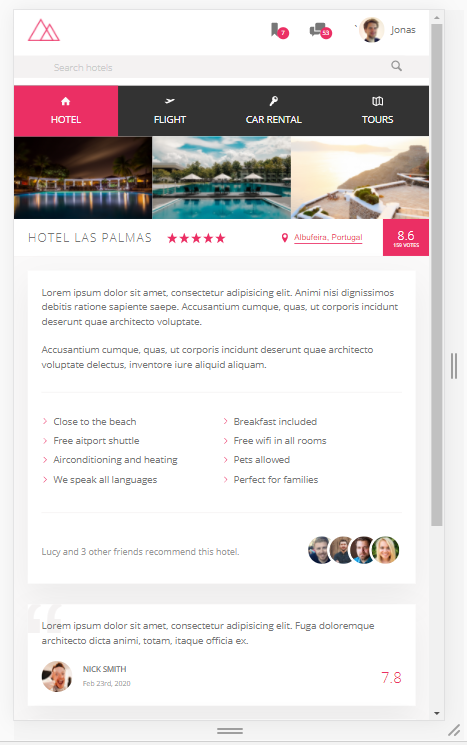 7
53
Jonas
Search hotels
HOTEL
FLIGHT
CAR RENTAL
TOURS
HOTEL LAS PALMAS
Albufeira, Portugal
8.6
159 VOTES
Lorem ipsum dolor sit amet, consectetur adipisicing elit. Animi nisi dignissimos
debitis ratione sapiente saepe. Accusantium cumque, quas, ut corporis incidunt
deserunt quae architecto voluptate.
Accusantium cumque, quas, ut corporis incidunt deserunt quae architecto
voluptate delectus, inventore iure aliquid aliquam.
Close to the beach
Breakfast included
Free aitport shuttle
Free wifi in all rooms
Airconditioning and heating
Pets allowed
We speak all languages
Perfect for families
Lucy and 3 other friends recommend this hotel.
“
Lorem ipsum dolor sit amet, consectetur adipisicing elit. Fuga doloremque
architecto dicta animi, totam, itaque officia ex.
NICK SMITH
Feb 23rd, 2020
7.8